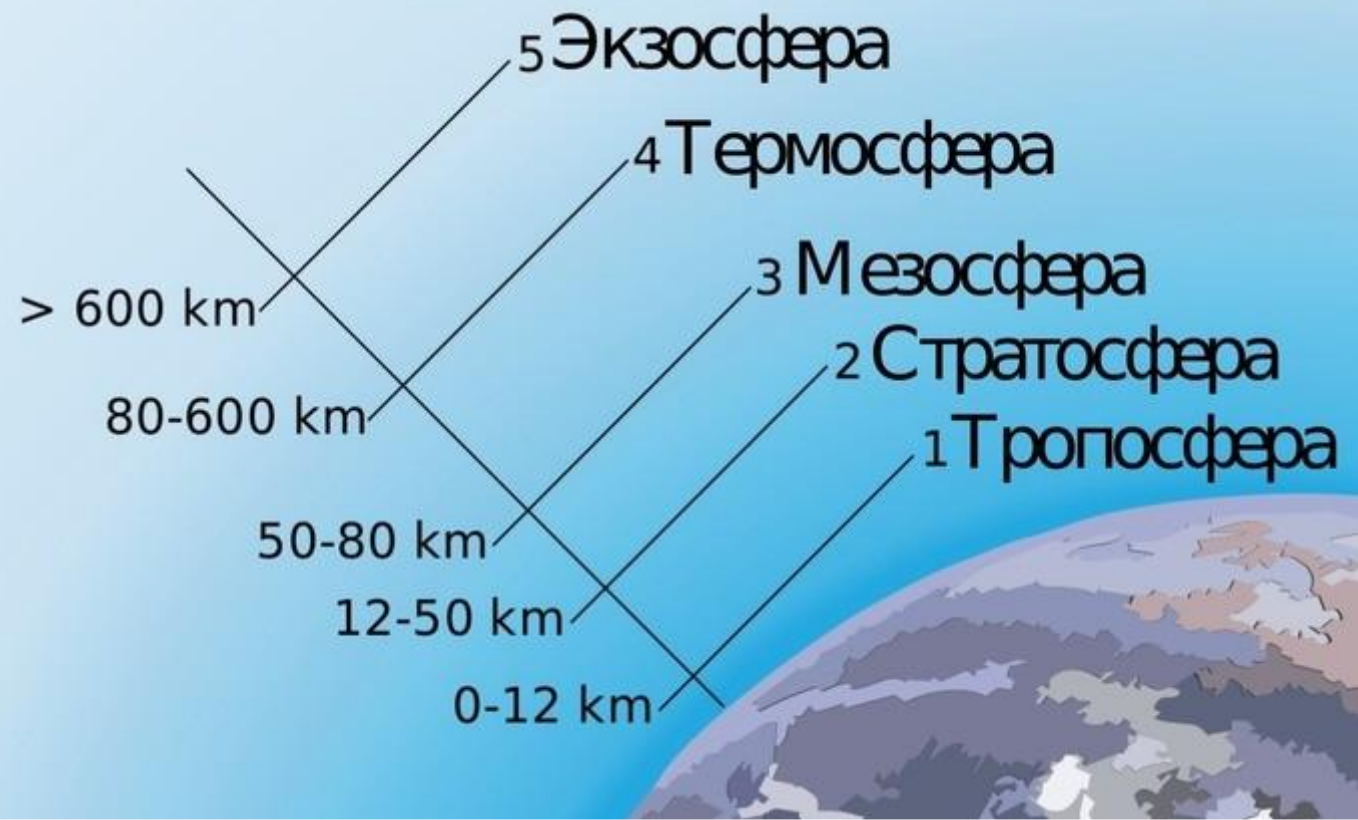 5 Экзосфера
4 Термосфера
> 600 km
3 Мезосфера
2 Стратосфера
80-600 km
1 Тропосфера
50-80 km
12-50 km
0-12 km